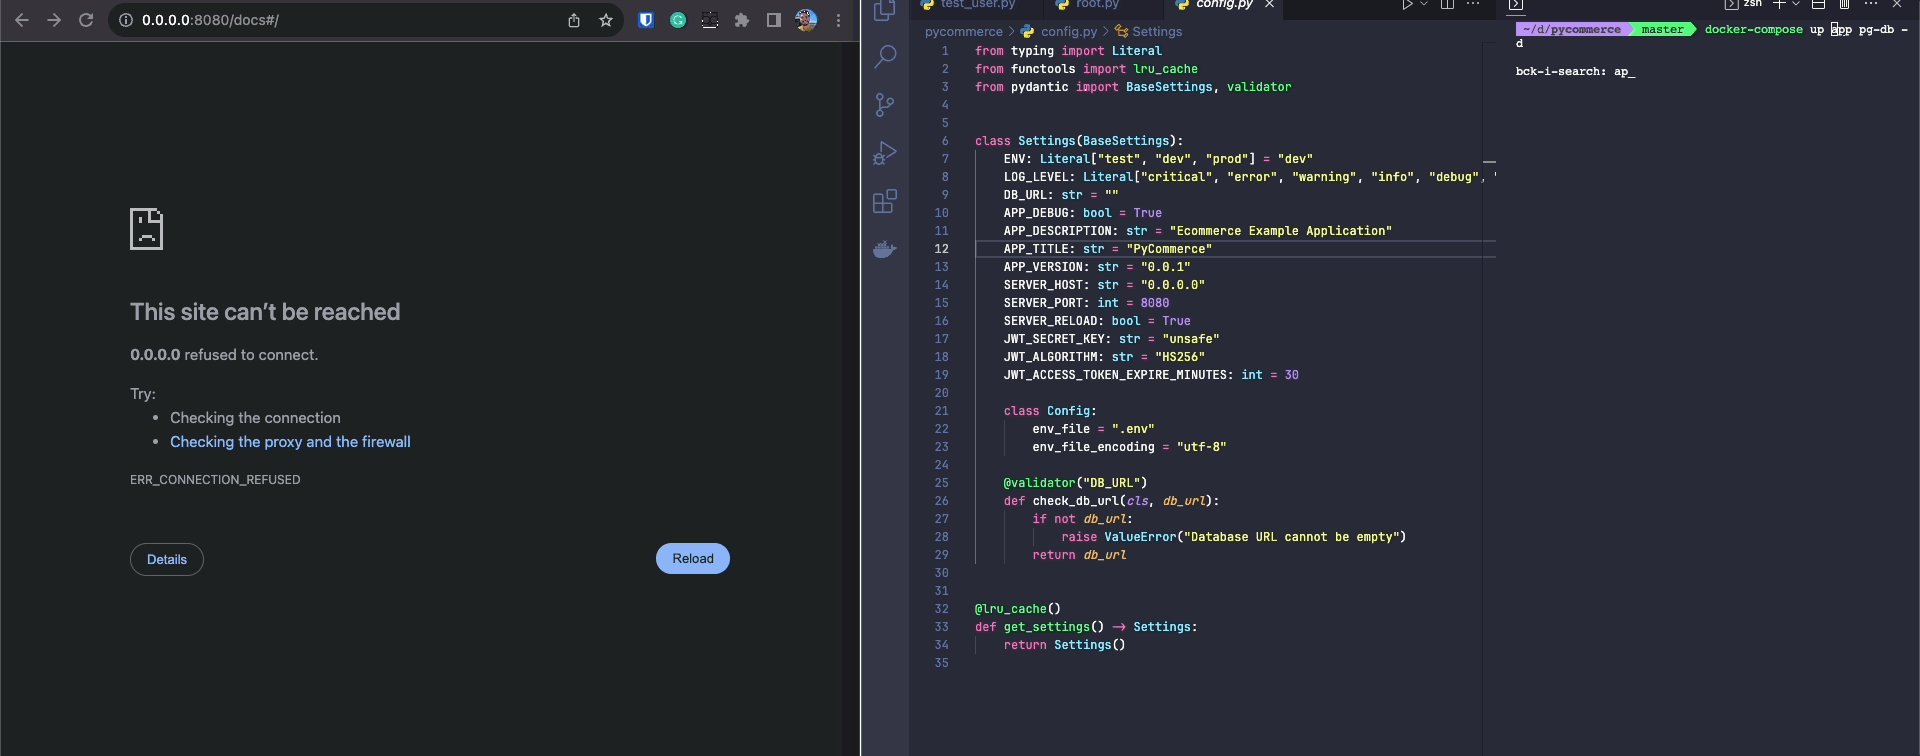 0.0.0.0:8080/docs#/
This site can't be reached
0.0.0.0 refused to connect.
Try:
• Checking the connection
• Checking the proxy and the firewall
ERR_CONNECTION_REFUSED
Details
Reload
test_user.py
root.py
config.py
pycommerce > config.py > Settings
1 from typing import Literal
2 from functools import lru_cache
3 from pydantic import BaseSettings, validator
4
5
6 class Settings(BaseSettings):
7 ENV: Literal["test", "dev", "prod"] = "dev"
8 LOG_LEVEL: Literal["critical", "error", "warning", "info", "debug", "
9 DB_URL: str = ""
10 APP_DEBUG: bool = True
11 APP_DESCRIPTION: str = "Ecommerce Example Application"
12 APP_TITLE: str = "PyCommerce"
13 APP_VERSION: str = "0.0.1"
14 SERVER_HOST: str = "0.0.0.0"
15 SERVER_PORT: int = 8080
16 SERVER_RELOAD: bool = True
17 JWT_SECRET_KEY: str = "unsafe"
18 JWT_ALGORITHM: str = "HS256"
19 JWT_ACCESS_TOKEN_EXPIRE_MINUTES: int = 30
20
21 class Config:
22 env_file = ".env"
23 env_file_encoding = "utf-8"
24
25 @validator("DB_URL")
26 def check_db_url(cls, db_url):
27 if not db_url:
28 raise ValueError("Database URL cannot be empty")
29 return db_url
30
31
32 @lru_cache()
33 def get_settings() → Settings:
34 return Settings()
35
zsh
~/d/pycommerce master docker-compose up app pg-db -
d
bck-i-search: ap_